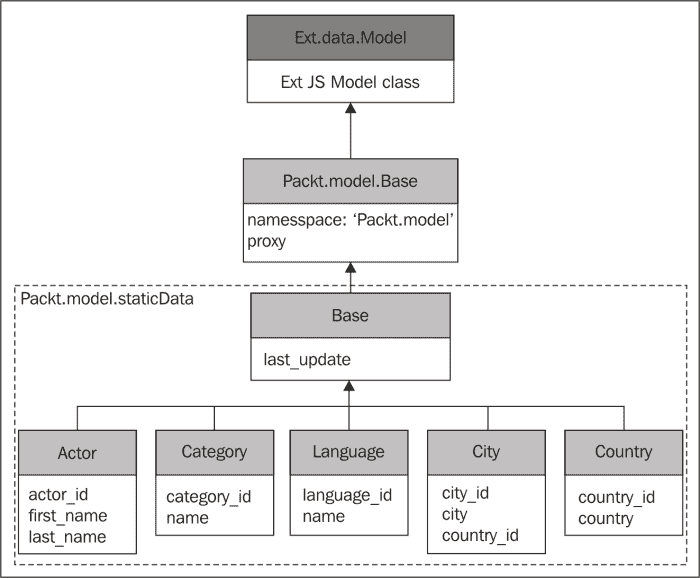 Ext.data.Model
Ext JS Model class
Packt.model.Base
namesspace: ‘Packt.model’
proxy
Packt.model.staticData
Base
last_update
Actor
actor_id
first_name
last_name
Category
category_id
name
Language
language_id
name
City
city_id
city
country_id
Country
country_id
country